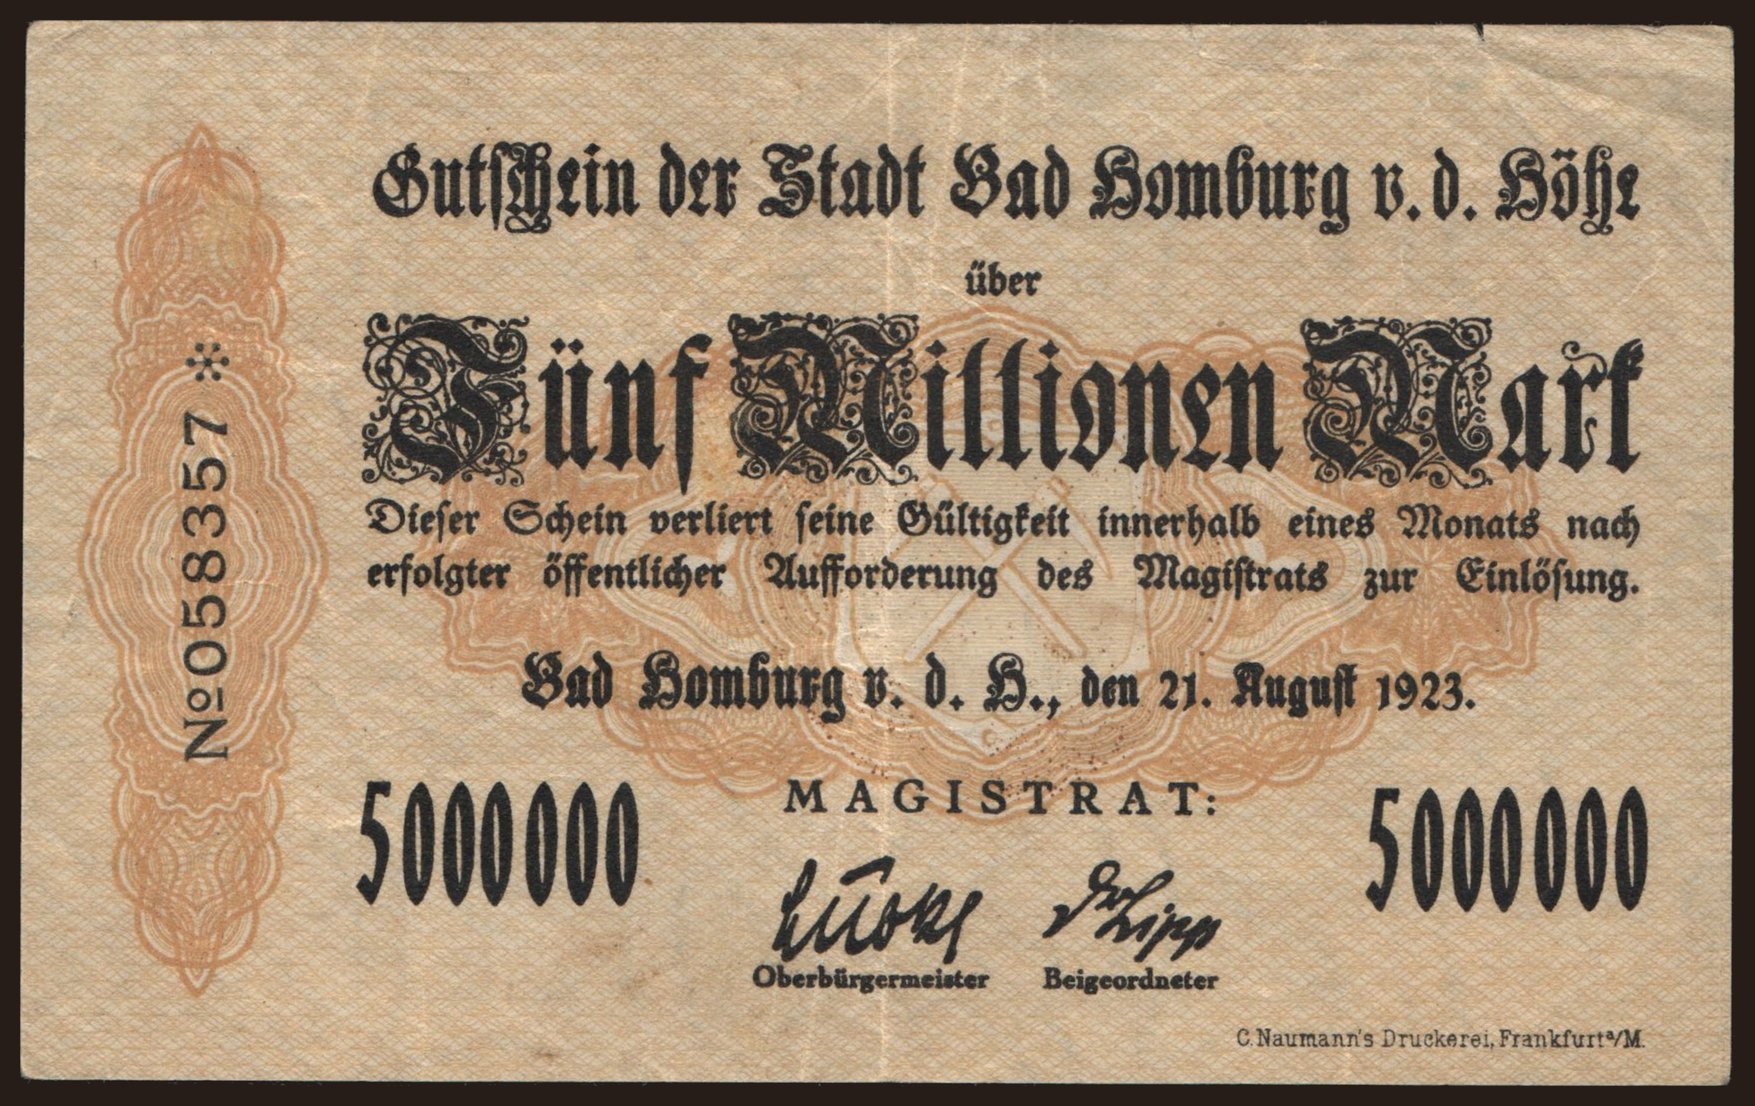 Gutschein der Stadt Bad Homburg v. d. Höhe
über
Fünf Millionen Mark
Dieser Schein verliert seine Gültigkeit innerhalb eines Monats nach
erfolgter öffentlicher Aufforderung des Magistrats zur Einlösung.
Bad Homburg v. d. H., den 21. August 1923.
MAGISTRAT:
5000000
5000000
Oberbürgermeister
Beigeordneter
C. Naumann's Druckerei, Frankfurt a/M.
№058357 *